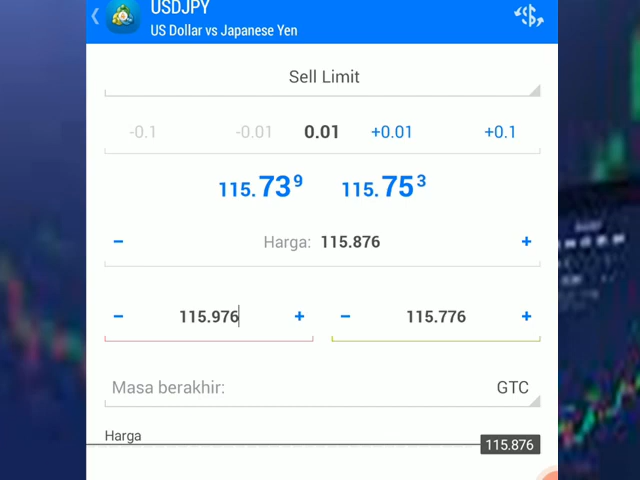 USDJPY
US Dollar vs Japanese Yen
Sell Limit
-0.1 -0.01 0.01 +0.01 +0.1
115.739 115.753
- Harga: 115.876 +
- 115.976 + - 115.776 +
Masa berakhir: GTC
Harga
115.876